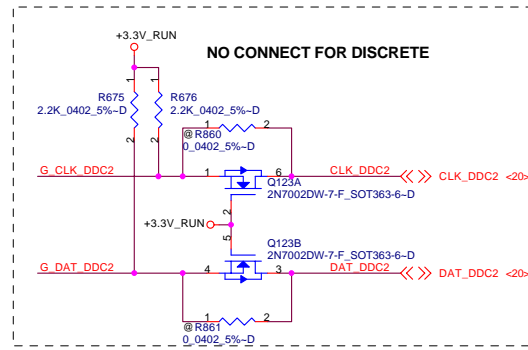 +3.3V_RUN
NO CONNECT FOR DISCRETE
1 1
R675 R676
2.2K_0402_5%~D 2.2K_0402_5%~D
2 2
1 2
@R860
0_0402_5%~D
G_CLK_DDC2 1 6 CLK_DDC2 CLK_DDC2 <20>
Q123A
2N7002DW-7-F_SOT363-6~D
2
+3.3V_RUN
5
Q123B
2N7002DW-7-F_SOT363-6~D
G_DAT_DDC2 4 3 DAT_DDC2 DAT_DDC2 <20>
1 2
@R861
0_0402_5%~D